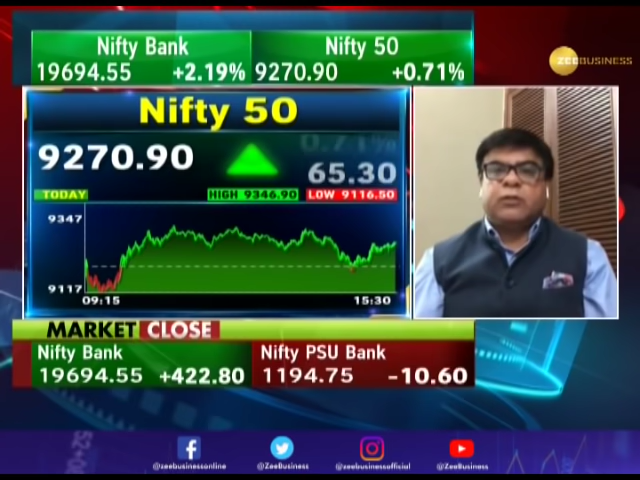 Nifty Bank
19694.55 +2.19%
Nifty 50
9270.90 +0.71%
ZEEBUSINESS
Nifty 50
9270.90
0.71%
65.30
TODAY
HIGH 9346.90
LOW 9116.50
9347
9117
09:15
15:30
MARKET CLOSE
Nifty Bank
19694.55 +422.80
Nifty PSU Bank
1194.75 -10.60
@zeebusinessonline
@ZeeBusiness
@zeebusinessofficial
@ZeeBusiness